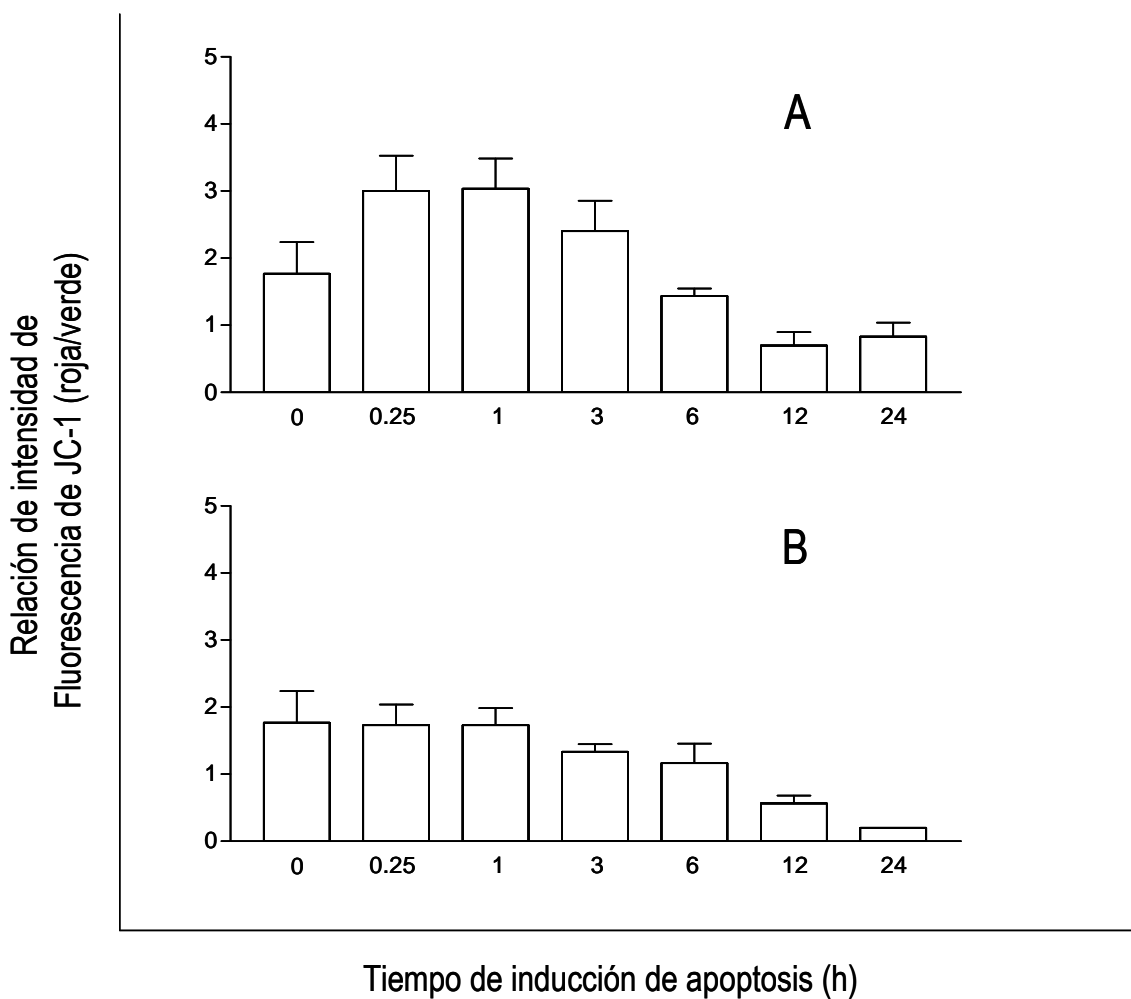 Relación de intensidad de
Fluorescencia de JC-1 (roja/verde)
A
5
4
3
2
1
0
0 0.25 1 3 6 12 24
B
5
4
3
2
1
0
0 0.25 1 3 6 12 24
Tiempo de inducción de apoptosis (h)